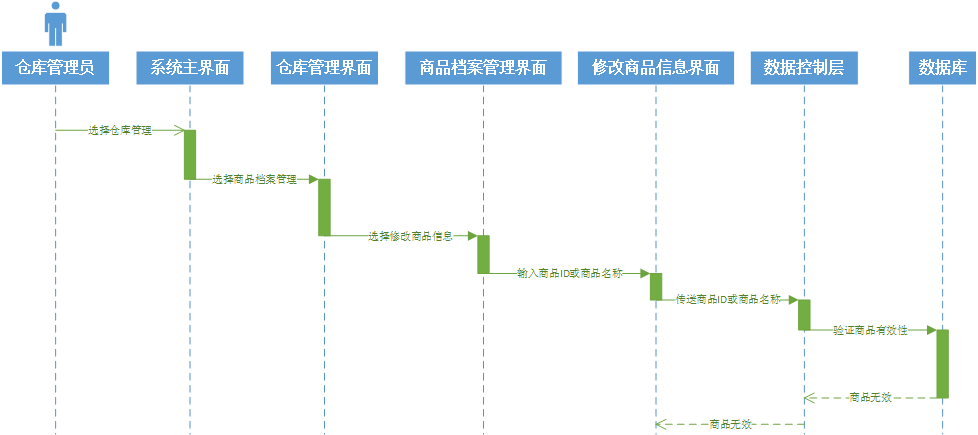 仓库管理员
系统主界面
仓库管理界面
商品档案管理界面
修改商品信息界面
数据控制层
数据库
选择仓库管理
选择商品档案管理
选择修改商品信息
输入商品ID或商品名称
传送商品ID或商品名称
验证商品有效性
商品无效
商品无效